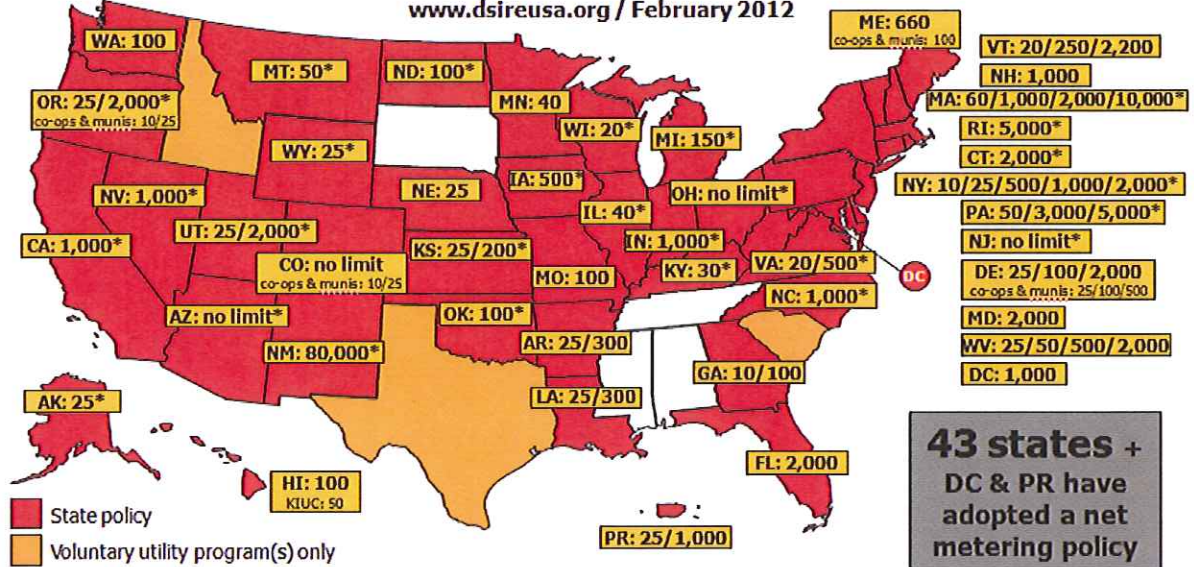 www.dsireusa.org / February 2012
ME: 660
co-ops & munis: 100
WA: 100
VT: 20/250/2,200
MT: 50*
ND: 100*
NH: 1,000
OR: 25/2,000*
co-ops & munis: 10/25
MN: 40
MA: 60/1,000/2,000/10,000*
WI: 20*
MI: 150*
RI: 5,000*
WY: 25*
CT: 2,000*
NV: 1,000*
NE: 25
IA: 500*
OH: no limit*
NY: 10/25/500/1,000/2,000*
IL: 40*
PA: 50/3,000/5,000*
CA: 1,000*
UT: 25/2,000*
KS: 25/200*
IN: 1,000*
NJ: no limit*
CO: no limit
co-ops & munis: 10/25
MO: 100
KY: 30*
VA: 20/500*
DC
DE: 25/100/2,000
co-ops & munis: 25/100/500
AZ: no limit*
OK: 100*
NC: 1,000*
MD: 2,000
NM: 80,000*
AR: 25/300
WV: 25/50/500/2,000
GA: 10/100
DC: 1,000
AK: 25*
LA: 25/300
HI: 100
KIUC: 50
FL: 2,000
PR: 25/1,000
State policy
Voluntary utility program(s) only
43 states +
DC & PR have
adopted a net
metering policy